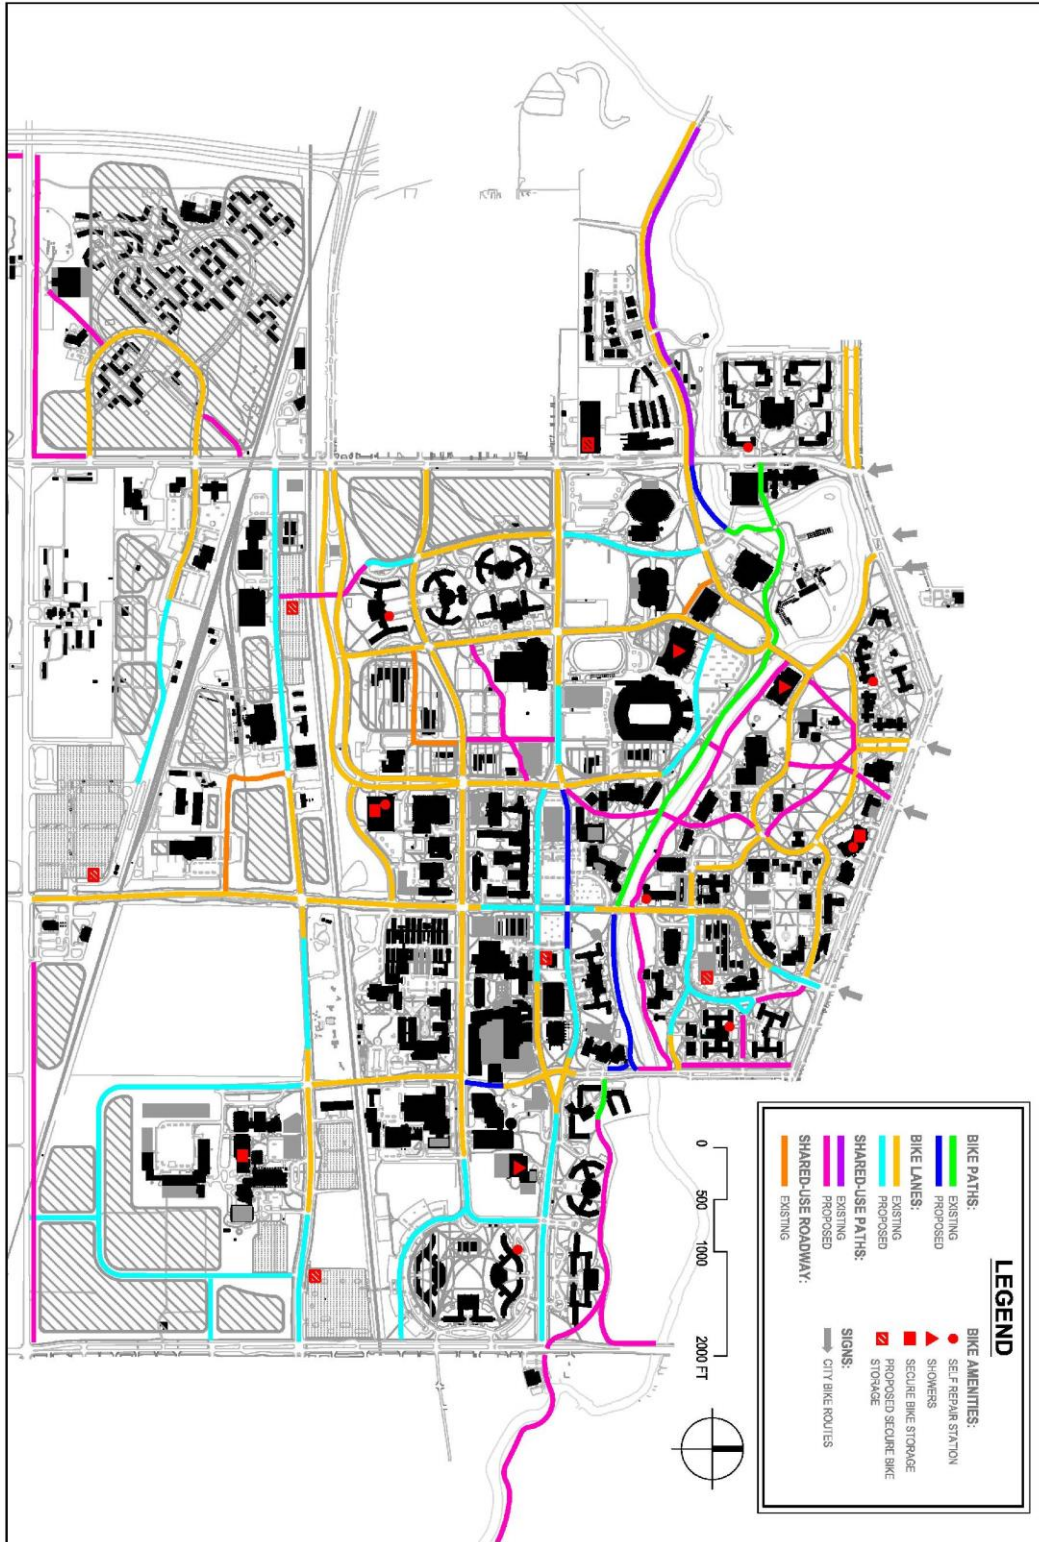 LEGEND
BIKE PATHS:
EXISTING
PROPOSED
BIKE LANES:
EXISTING
PROPOSED
SHARED-USE PATHS:
EXISTING
PROPOSED
SHARED-USE ROADWAY:
EXISTING
BIKE AMENITIES:
SELF REPAIR STATION
SHOWERS
SECURE BIKE STORAGE
PROPOSED SECURE BIKE
STORAGE
SIGNS:
CITY BIKE ROUTES
0 500 1000 2000 FT